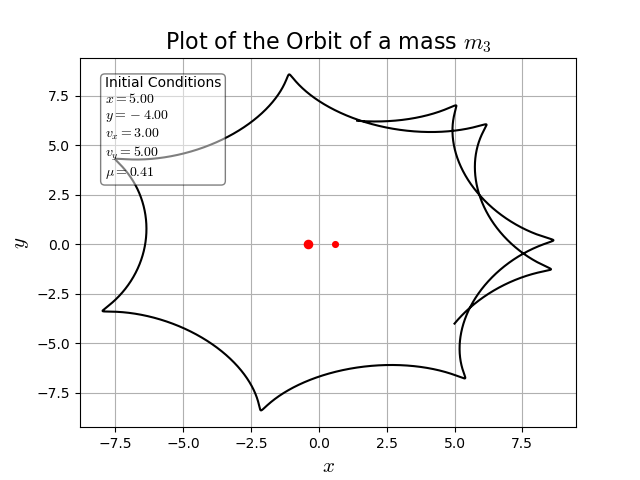 Plot of the Orbit of a mass m₃
Initial Conditions
x = 5.00
y = − 4.00
vₓ = 3.00
v_y = 5.00
μ = 0.41
7.5
5.0
2.5
0.0
−2.5
−5.0
−7.5
y
−7.5 −5.0 −2.5 0.0 2.5 5.0 7.5
x